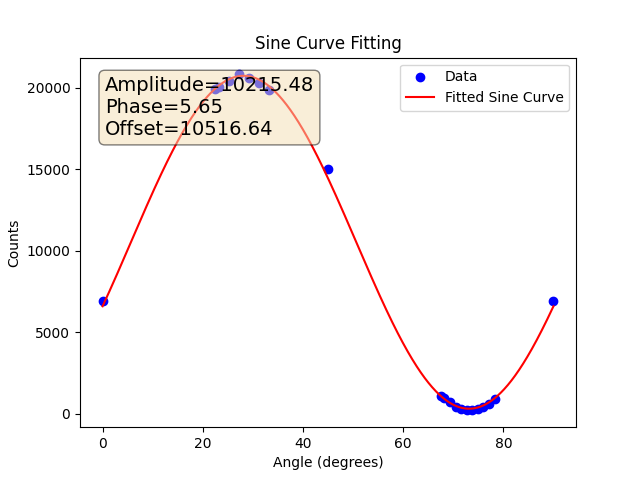 Sine Curve Fitting
Amplitude=10215.48
Phase=5.65
Offset=10516.64
Data
Fitted Sine Curve
Counts
20000
15000
10000
5000
0
0 20 40 60 80
Angle (degrees)